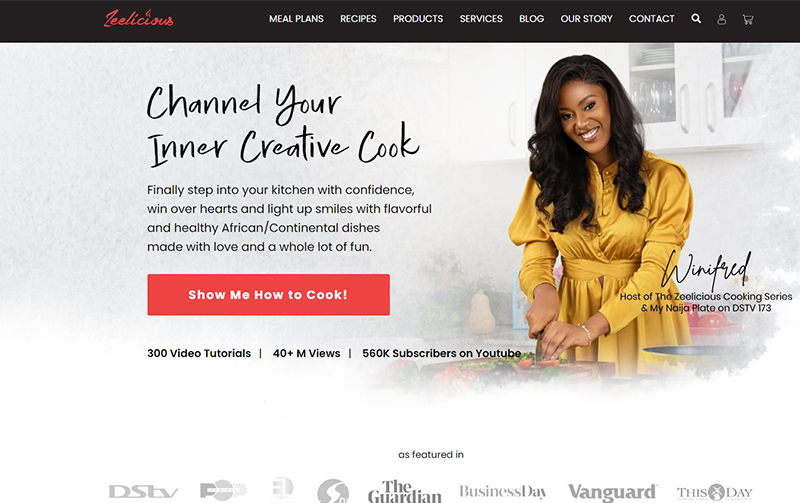 Zeelicious
MEAL PLANS
RECIPES
PRODUCTS
SERVICES
BLOG
OUR STORY
CONTACT
Channel Your
Inner Creative Cook
Finally step into your kitchen with confidence,
win over hearts and light up smiles with flavorful
and healthy African/Continental dishes
made with love and a whole lot of fun.
Show Me How to Cook!
Winifred
Host of The Zeelicious Cooking Series
& My Naija Plate on DSTV 173
300 Video Tutorials | 40+ M Views | 560K Subscribers on Youtube
as featured in
DStv
The
Guardian
BusinessDay
Vanguard
THISDAY